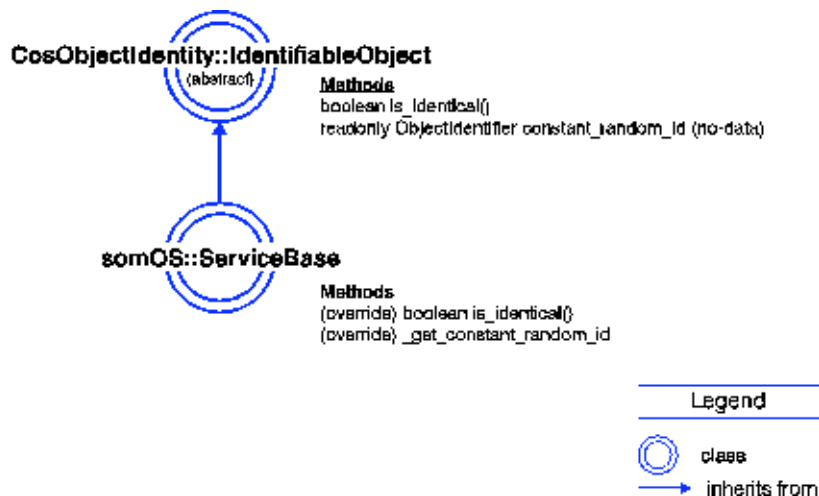 CosObjectIdentity::IdentifiableObject
(abstract)
Methods
boolean is_identical()
readonly ObjectIdentifier constant_random_id (no-data)
somOS::ServiceBase
Methods
(override) boolean is_identical()
(override) _get_constant_random_id
Legend
class
inherits from